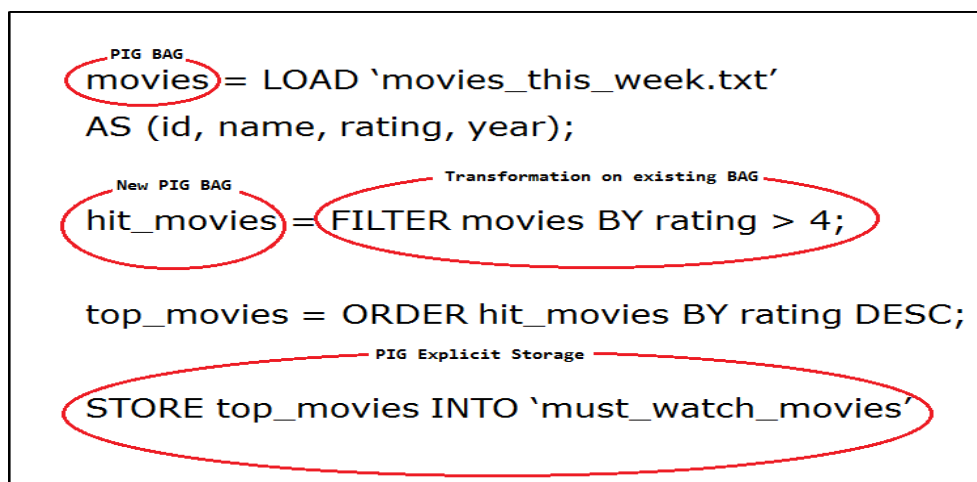 PIG BAG
movies = LOAD ‘movies_this_week.txt’
AS (id, name, rating, year);
New PIG BAG
Transformation on existing BAG
hit_movies = FILTER movies BY rating > 4;
top_movies = ORDER hit_movies BY rating DESC;
PIG Explicit Storage
STORE top_movies INTO ‘must_watch_movies’